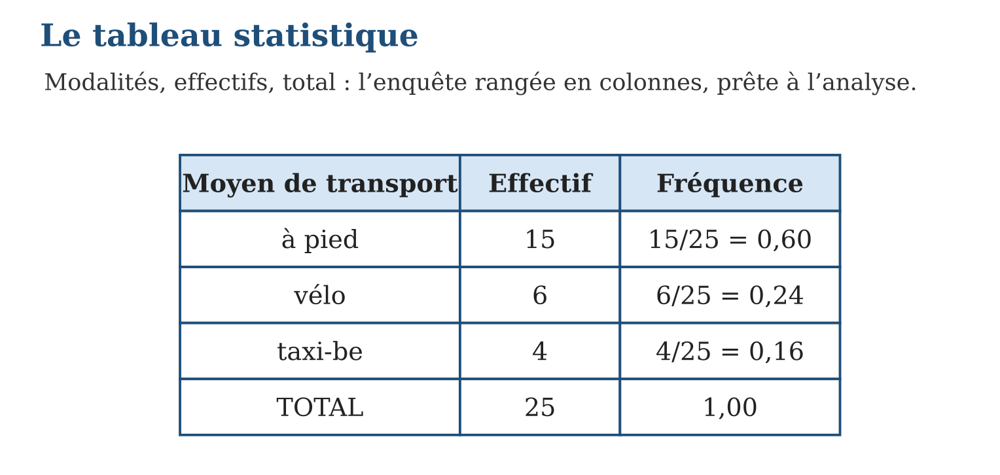 Le tableau statistique
Modalités, effectifs, total : l’enquête rangée en colonnes, prête à l’analyse.
Moyen de transport Effectif Fréquence
à pied 15 15/25 = 0,60
vélo 6 6/25 = 0,24
taxi-be 4 4/25 = 0,16
TOTAL 25 1,00